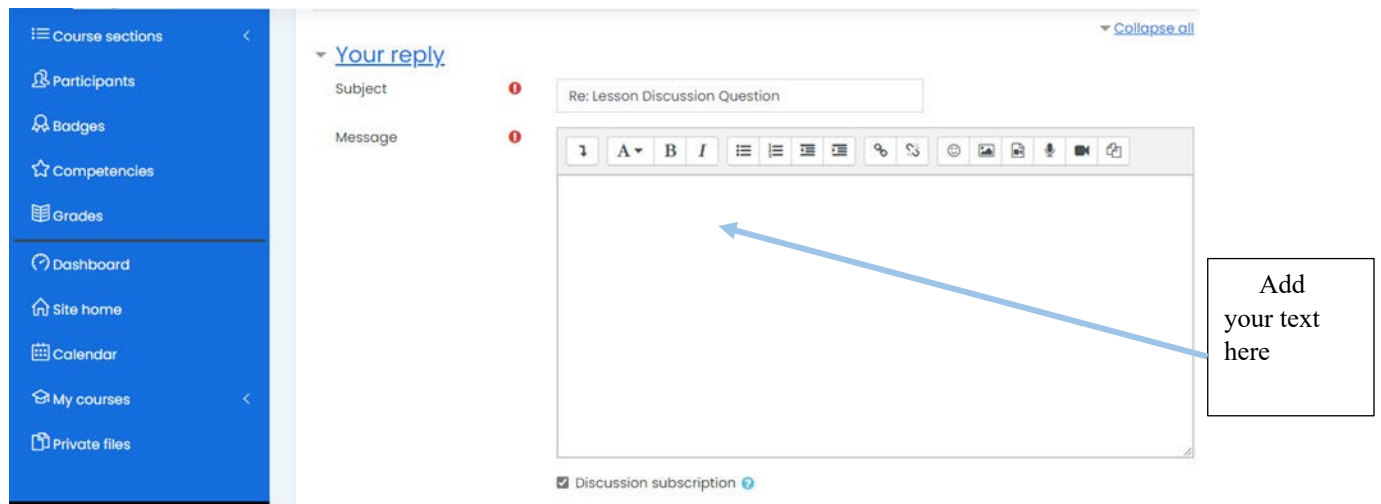 Course sections
Participants
Badges
Competencies
Grades
Dashboard
Site home
Calendar
My courses
Private files
Collapse all
Your reply
Subject
Re: Lesson Discussion Question
Message
A B I
Discussion subscription
Add
your text
here